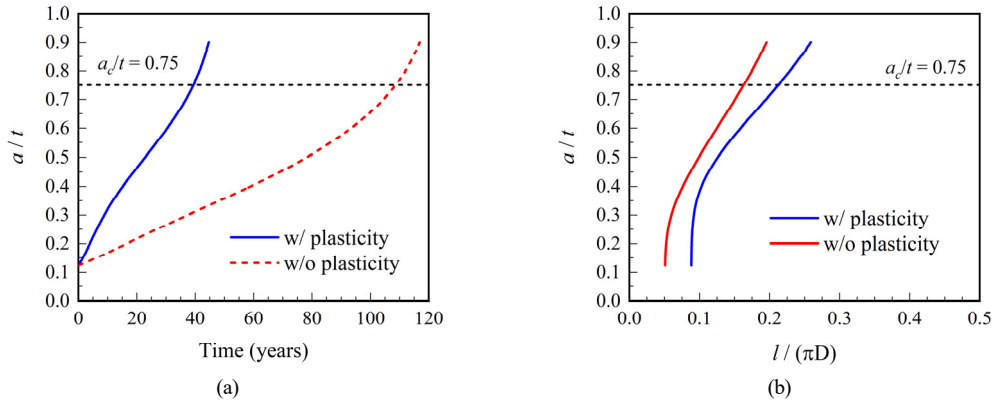 1.0
0.9
0.8
0.7
0.6
0.5
0.4
0.3
0.2
0.1
0.0
a / t
a_c/t = 0.75
w/ plasticity
w/o plasticity
0 20 40 60 80 100 120
Time (years)
(a)
1.0
0.9
0.8
0.7
0.6
0.5
0.4
0.3
0.2
0.1
0.0
a / t
a_c/t = 0.75
w/ plasticity
w/o plasticity
0.0 0.1 0.2 0.3 0.4 0.5
l / (πD)
(b)